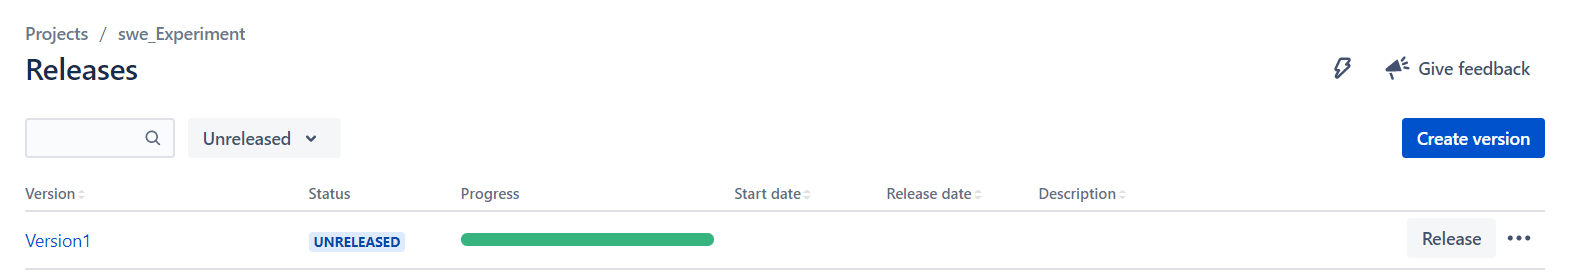 Projects / swe_Experiment
Releases
Give feedback
Unreleased
Create version
Version Status Progress Start date Release date Description
Version1 UNRELEASED Release